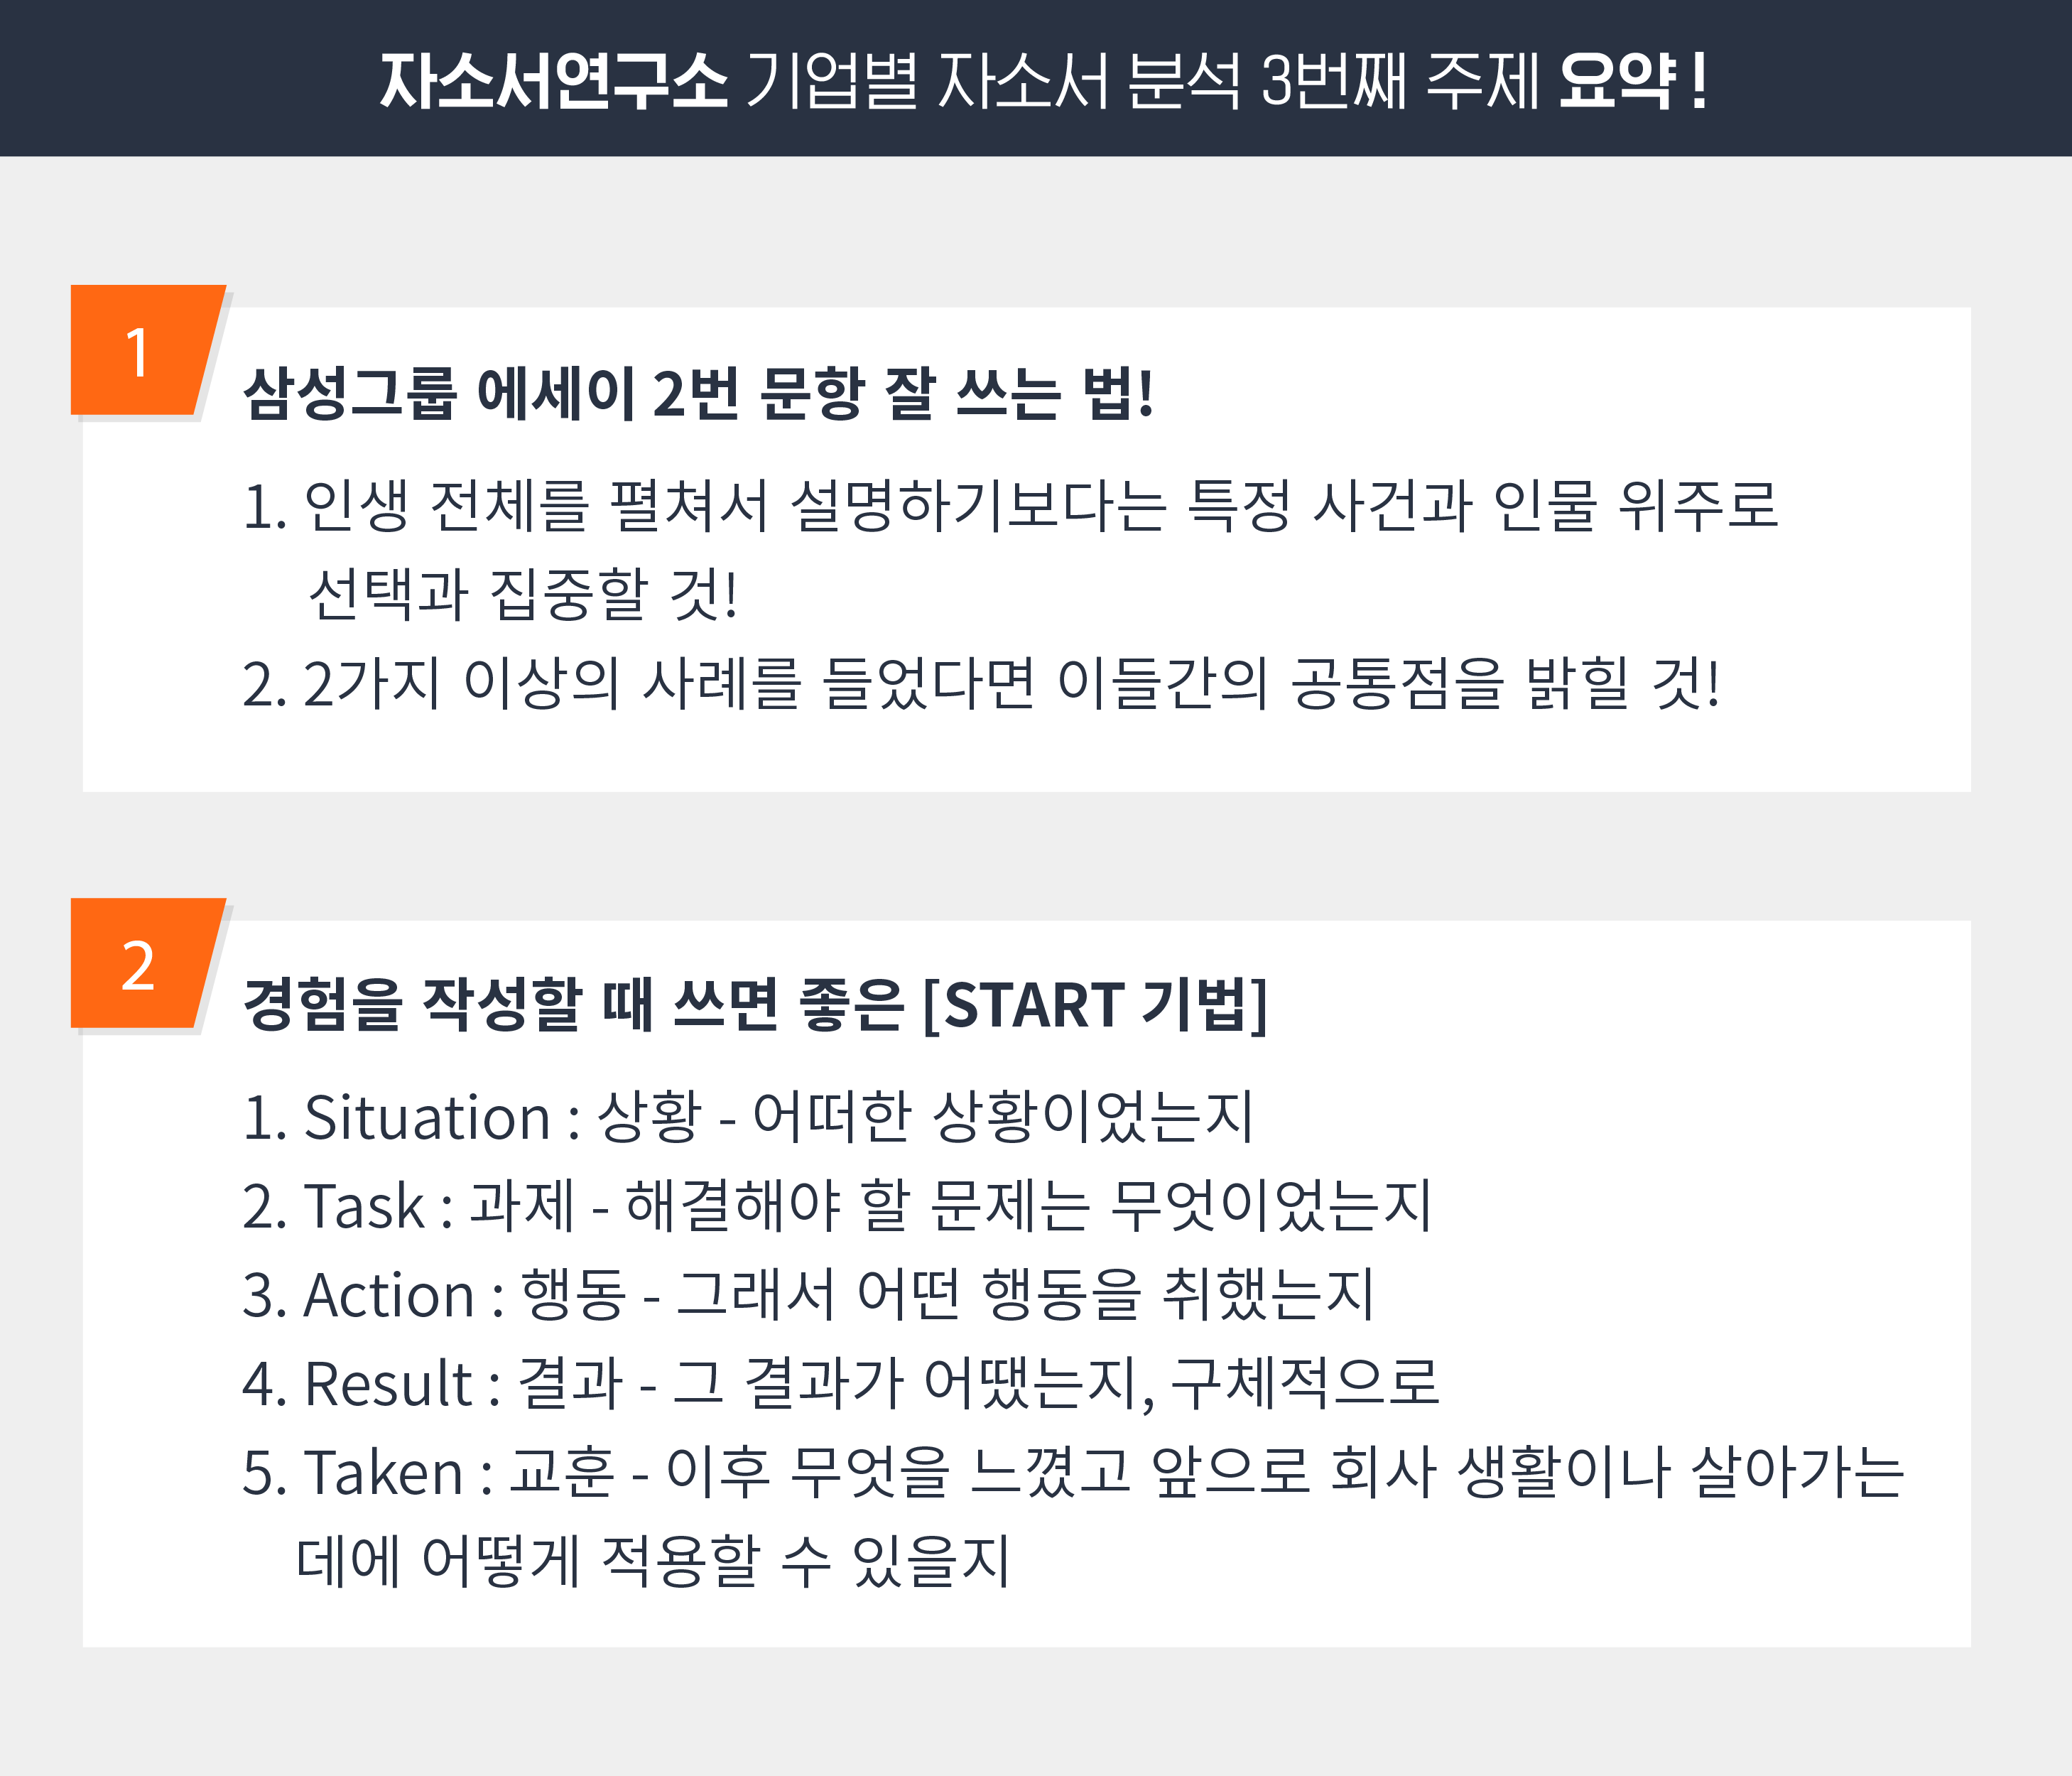 자소서연구소 기업별 자소서 분석 3번째 주제 요약!
1
삼성그룹 에세이 2번 문항 잘 쓰는 법!
1. 인생 전체를 펼쳐서 설명하기보다는 특정 사건과 인물 위주로
선택과 집중할 것!
2. 2가지 이상의 사례를 들었다면 이들간의 공통점을 밝힐 것!
2
경험을 작성할 때 쓰면 좋은 [START 기법]
1. Situation : 상황 - 어떠한 상황이었는지
2. Task : 과제 - 해결해야 할 문제는 무엇이었는지
3. Action : 행동 - 그래서 어떤 행동을 취했는지
4. Result : 결과 - 그 결과가 어땠는지, 구체적으로
5. Taken : 교훈 - 이후 무엇을 느꼈고 앞으로 회사 생활이나 살아가는
데에 어떻게 적용할 수 있을지